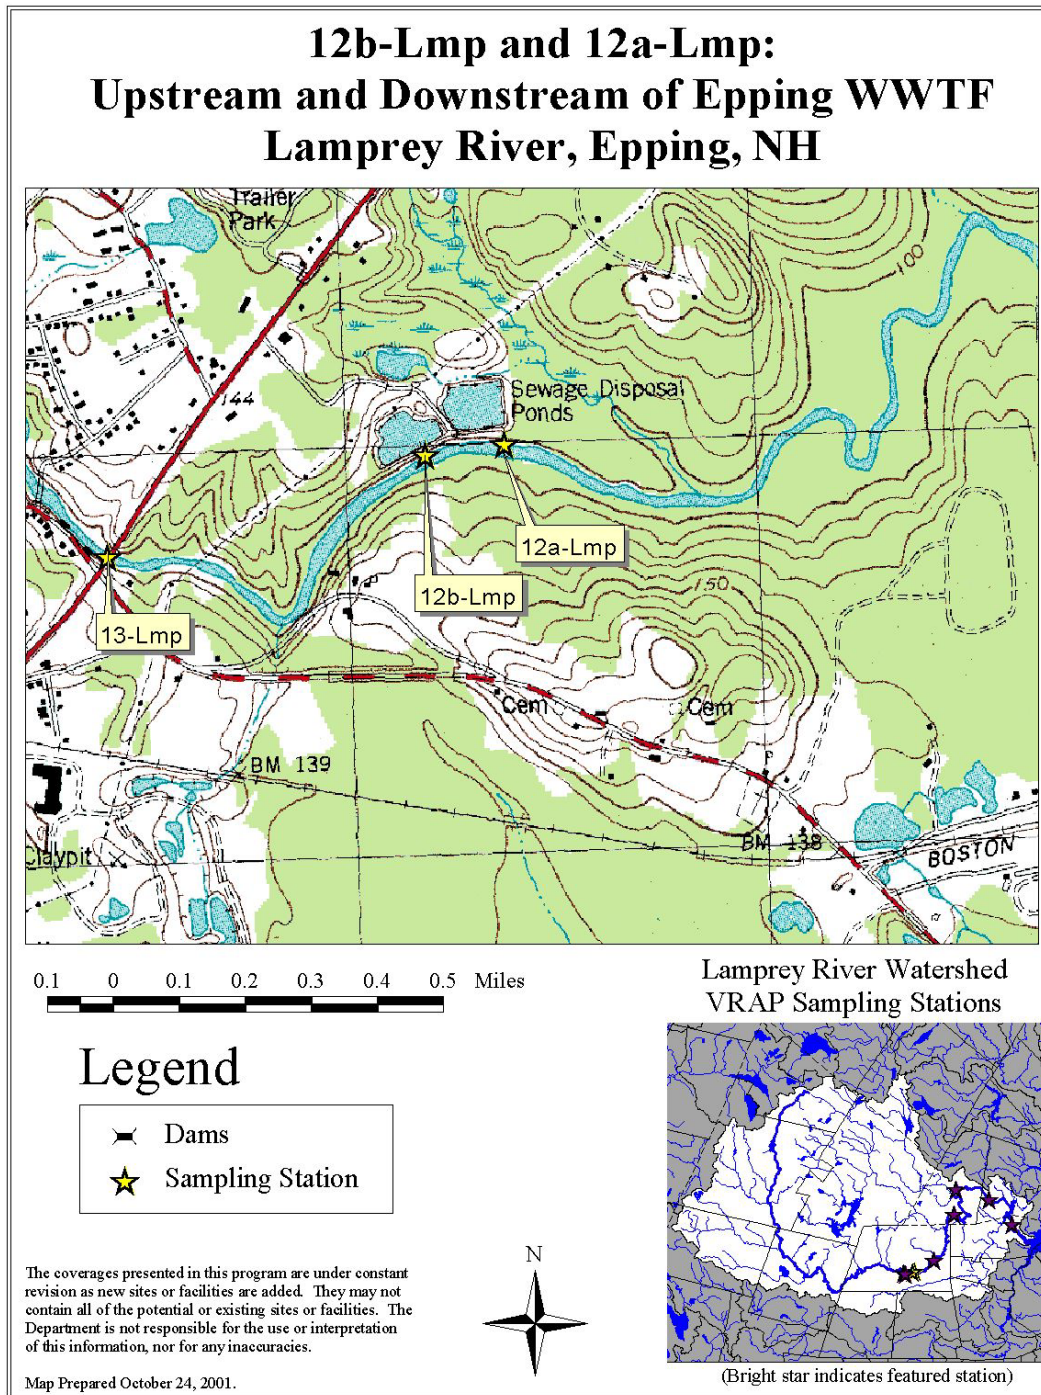 12b-Lmp and 12a-Lmp:
Upstream and Downstream of Epping WWTF
Lamprey River, Epping, NH
Trailer
Park
100
144
Sewage Disposal
Ponds
12a-Lmp
150
12b-Lmp
13-Lmp
Cem
Cem
BM 139
BM 138
Claypit
BOSTON
0.1 0 0.1 0.2 0.3 0.4 0.5 Miles
Lamprey River Watershed
VRAP Sampling Stations
Legend
Dams
Sampling Station
N
The coverages presented in this program are under constant
revision as new sites or facilities are added. They may not
contain all of the potential or existing sites or facilities. The
Department is not responsible for the use or interpretation
of this information, nor for any inaccuracies.
Map Prepared October 24, 2001.
(Bright star indicates featured station)